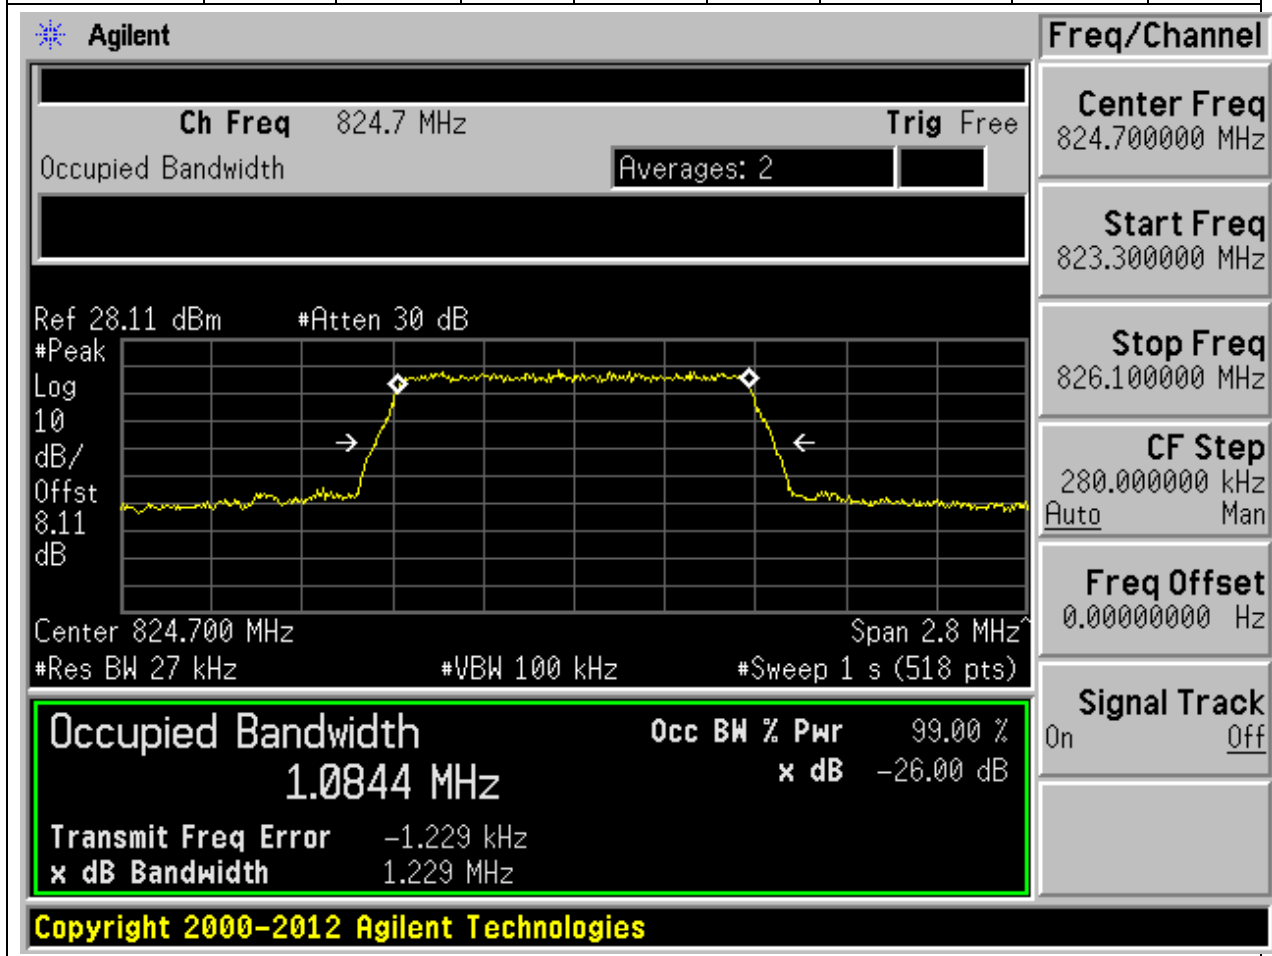 Agilent
Freq/Channel
Ch Freq 824.7 MHz Trig Free
Occupied Bandwidth Averages: 2
Center Freq
824.700000 MHz
Start Freq
823.300000 MHz
Stop Freq
826.100000 MHz
CF Step
280.000000 kHz
Auto Man
Freq Offset
0.00000000 Hz
Signal Track
On Off
Ref 28.11 dBm #Atten 30 dB
#Peak
Log
10
dB/
Offst
8.11
dB
Center 824.700 MHz Span 2.8 MHz^
#Res BW 27 kHz #VBW 100 kHz #Sweep 1 s (518 pts)
Occupied Bandwidth
1.0844 MHz
Occ BW % Pwr 99.00 %
x dB -26.00 dB
Transmit Freq Error -1.229 kHz
x dB Bandwidth 1.229 MHz
Copyright 2000-2012 Agilent Technologies